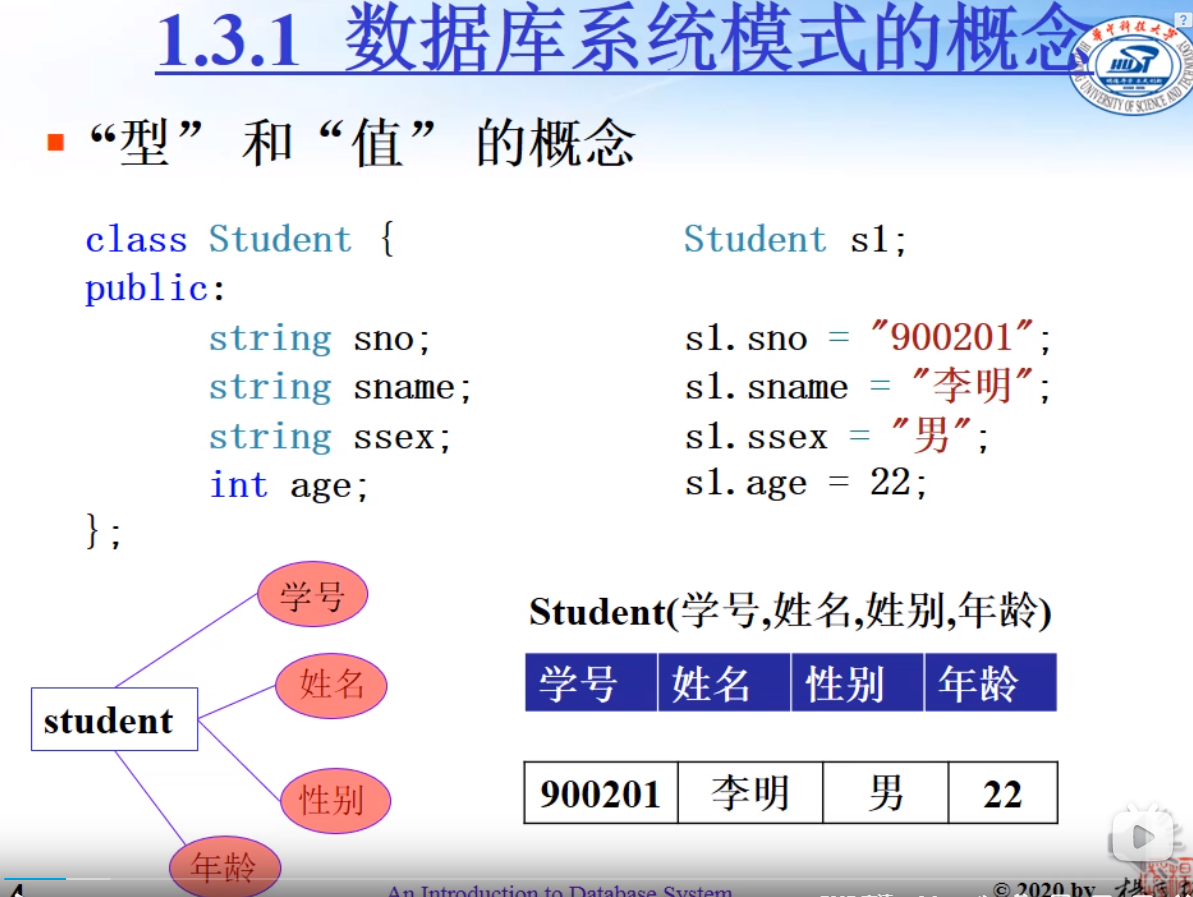 1.3.1 数据库系统模式的概念
“型” 和 “值” 的概念
class Student {
public:
string sno;
string sname;
string ssex;
int age;
};
Student s1;
s1.sno = "900201";
s1.sname = "李明";
s1.ssex = "男";
s1.age = 22;
student
学号
姓名
性别
年龄
Student(学号,姓名,姓别,年龄)
学号 姓名 性别 年龄
900201 李明 男 22
An Introduction to Database System
© 2020 by